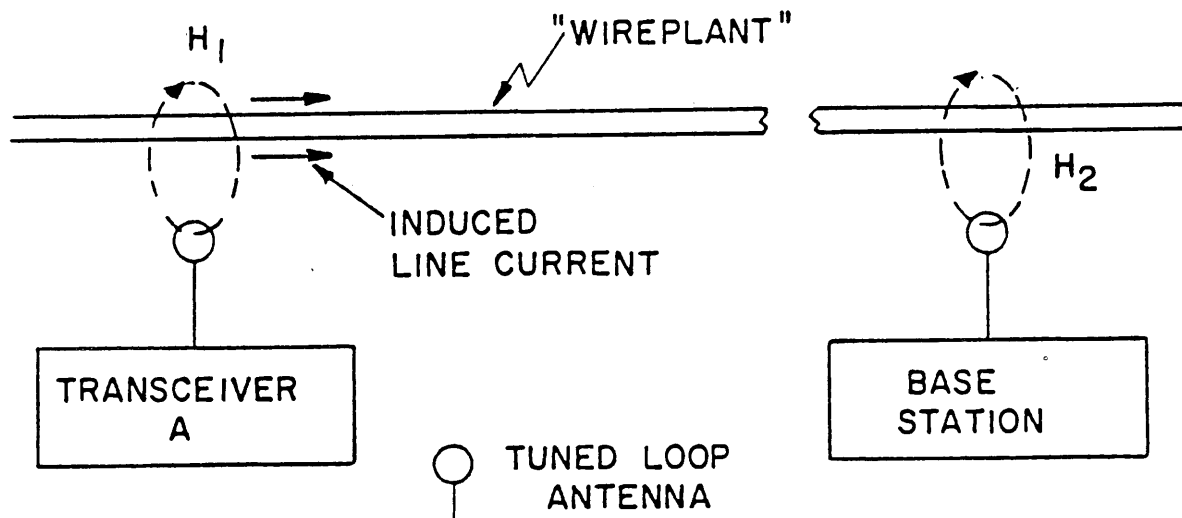 H1
"WIREPLANT"
H2
INDUCED
LINE CURRENT
TRANSCEIVER
A
BASE
STATION
TUNED LOOP
ANTENNA